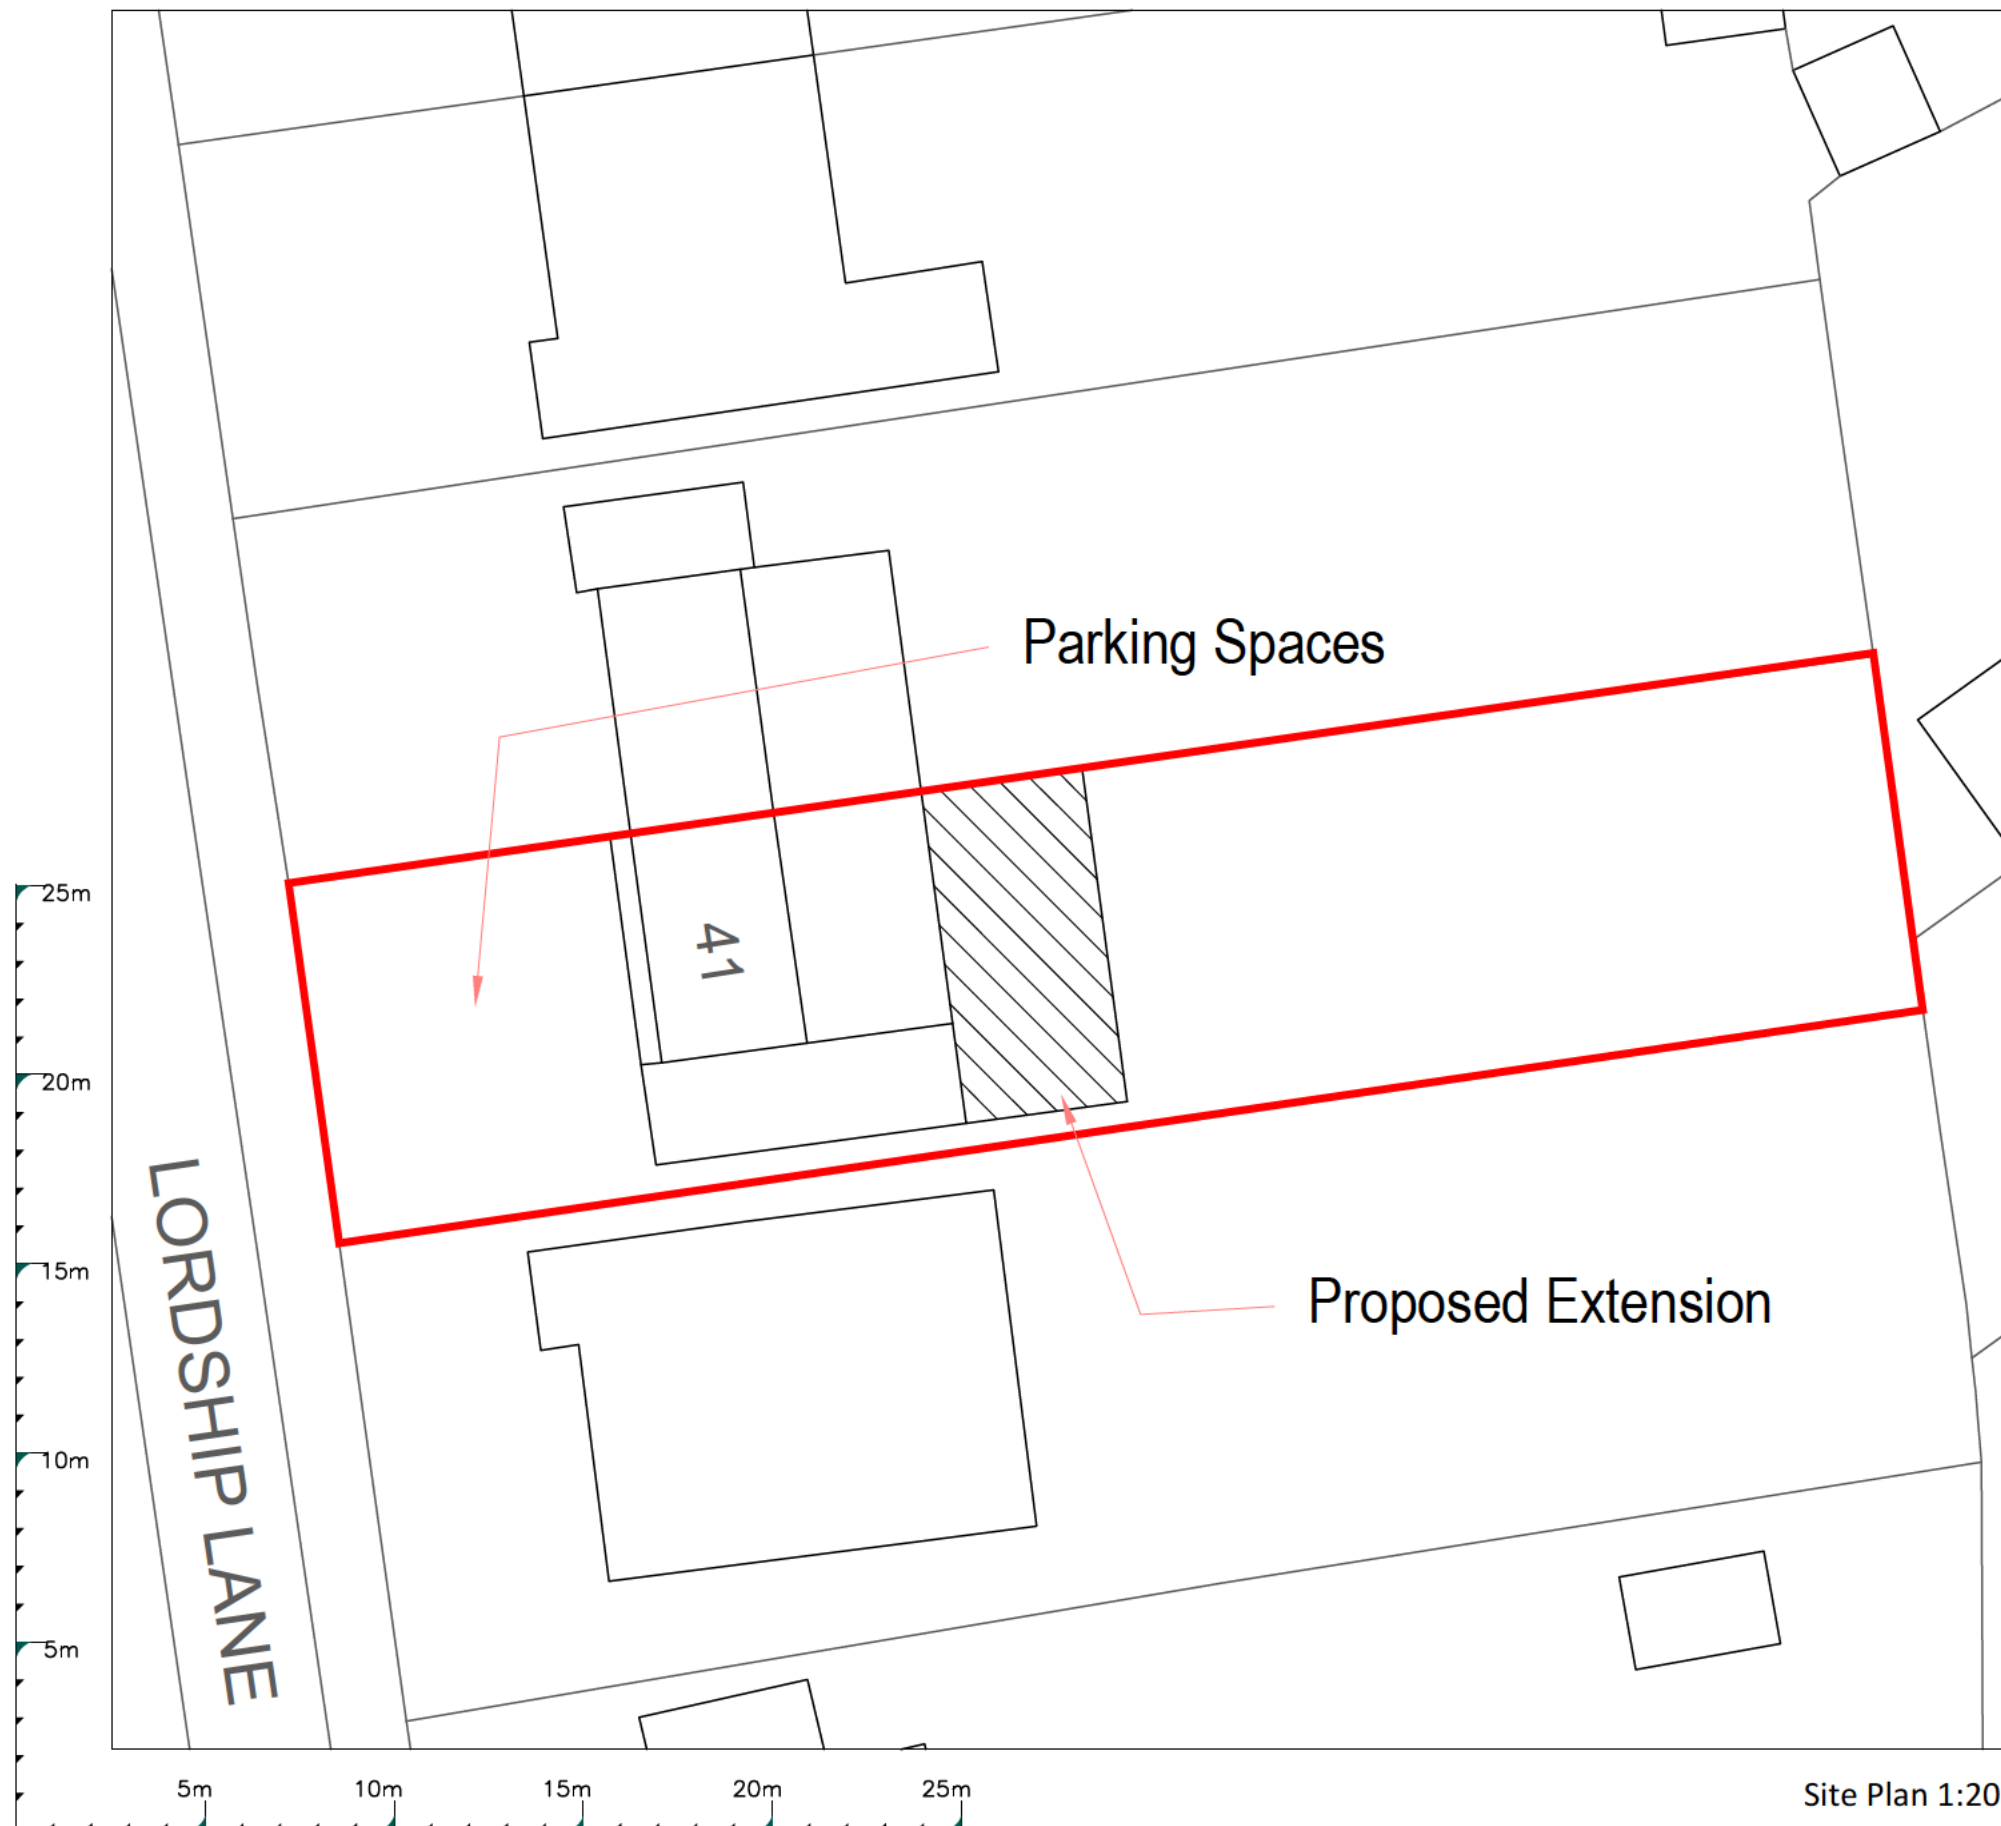 Parking Spaces
41
25m
20m
LORDSHIP LANE
Proposed Extension
15m
10m
5m
5m 10m 15m 20m 25m
Site Plan 1:20